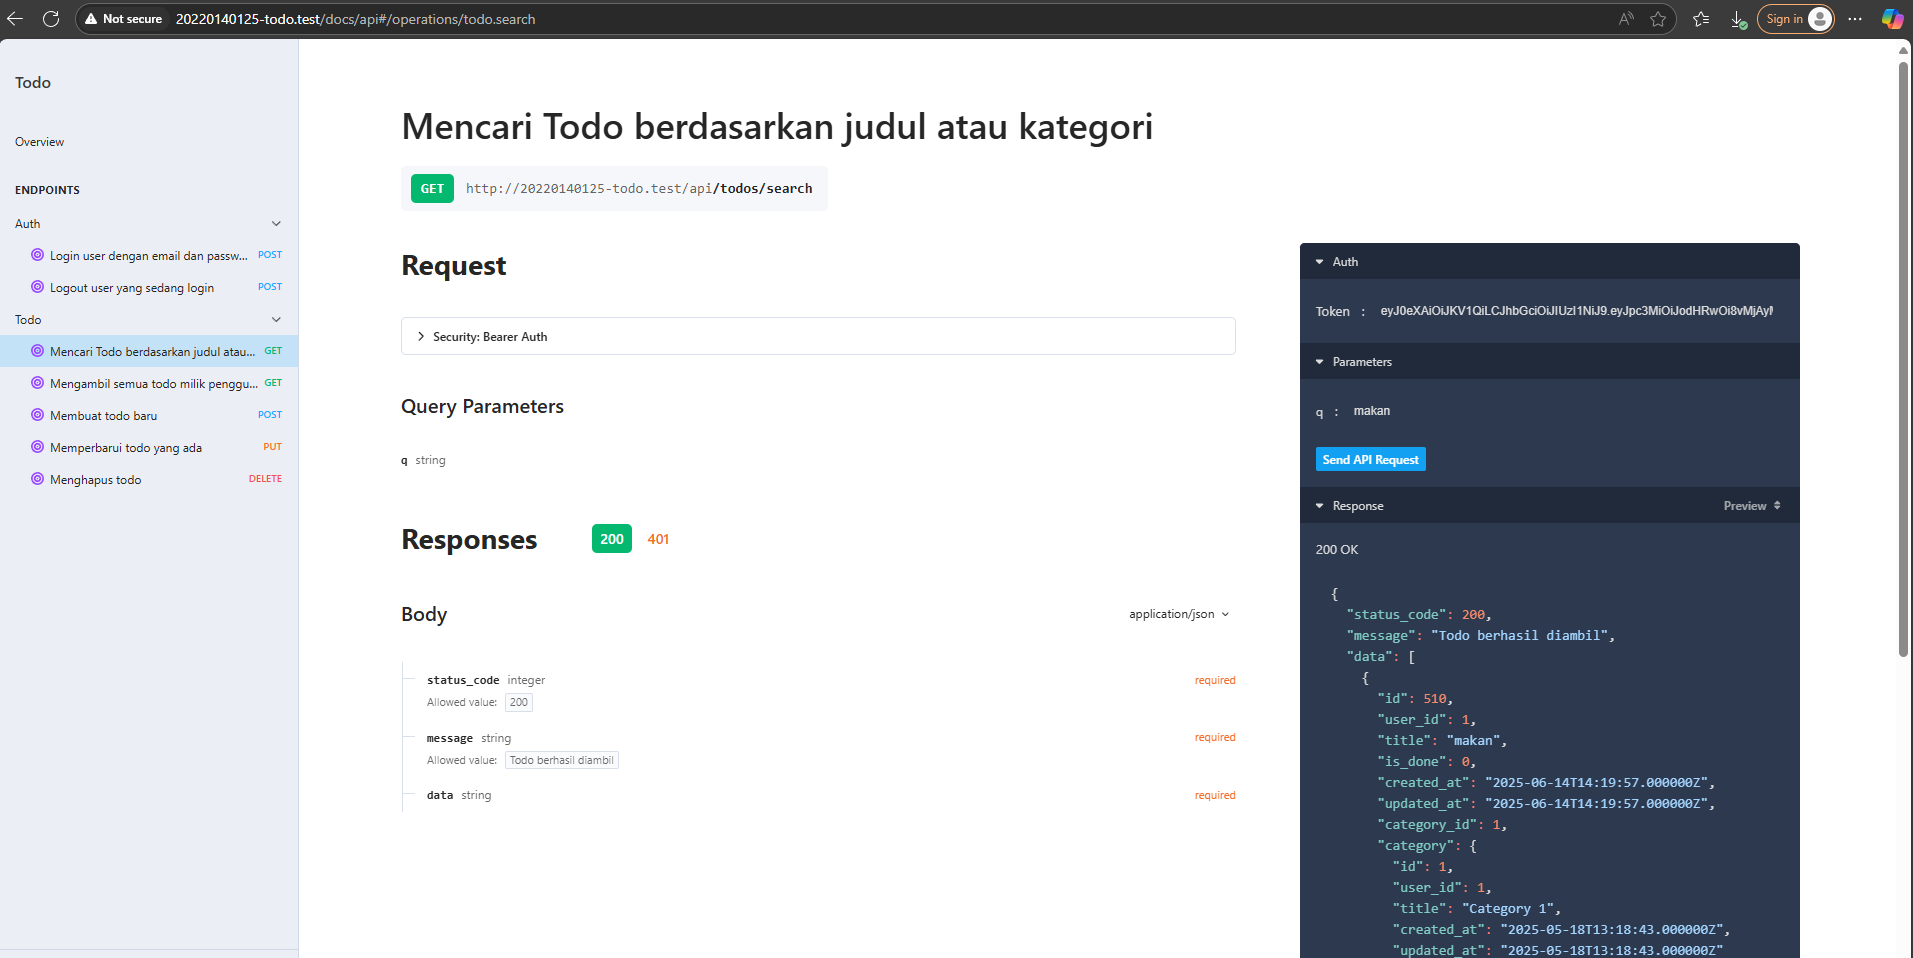 Not secure 20220140125-todo.test/docs/api#/operations/todo.search
Sign in
Todo
Overview
ENDPOINTS
Auth
Login user dengan email dan passw... POST
Logout user yang sedang login POST
Todo
Mencari Todo berdasarkan judul atau... GET
Mengambil semua todo milik penggu... GET
Membuat todo baru POST
Memperbarui todo yang ada PUT
Menghapus todo DELETE
Mencari Todo berdasarkan judul atau kategori
GET http://20220140125-todo.test/api/todos/search
Request
Security: Bearer Auth
Query Parameters
q string
Responses 200 401
Body application/json
status_code integer required
Allowed value: 200
message string required
Allowed value: Todo berhasil diambil
data string required
Auth
Token : eyJ0eXAiOiJKV1QiLCJhbGciOiJIUzI1NiJ9.eyJpc3MiOiJodHRwOi8vMjAyM
Parameters
q : makan
Send API Request
Response Preview
200 OK
{
"status_code": 200,
"message": "Todo berhasil diambil",
"data": [
{
"id": 510,
"user_id": 1,
"title": "makan",
"is_done": 0,
"created_at": "2025-06-14T14:19:57.000000Z",
"updated_at": "2025-06-14T14:19:57.000000Z",
"category_id": 1,
"category": {
"id": 1,
"user_id": 1,
"title": "Category 1",
"created_at": "2025-05-18T13:18:43.000000Z",
"updated_at": "2025-05-18T13:18:43.000000Z"